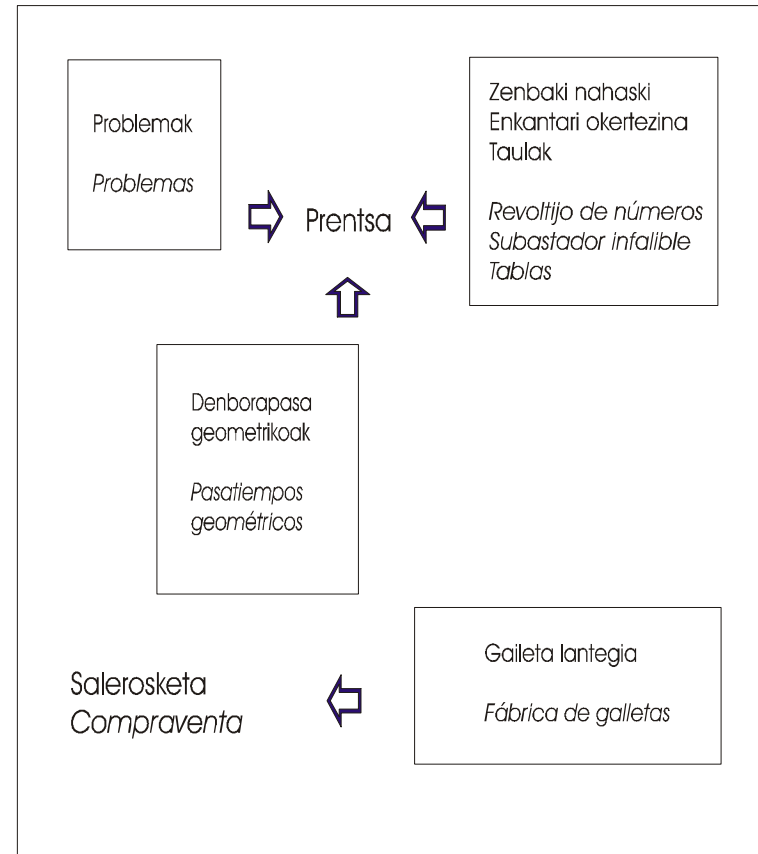 Problemak
Problemas
Zenbaki nahaski
Enkantari okertezina
Taulak
Revoltijo de números
Subastador infalible
Tablas
Prentsa
Denborapasa
geometrikoak
Pasatiempos
geométricos
Gaileta lantegia
Fábrica de galletas
Salerosketa
Compraventa